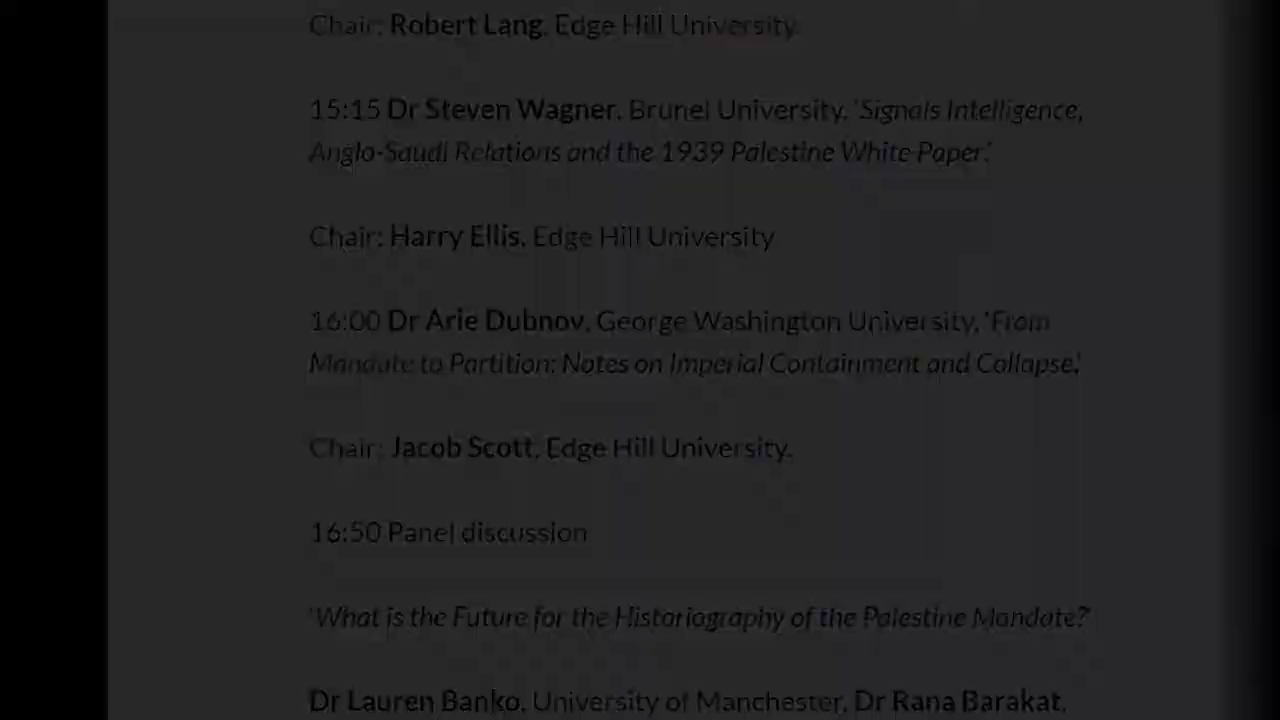 Chair: Robert Lang, Edge Hill University.
15:15 Dr Steven Wagner, Brunel University, 'Signals Intelligence,
Anglo-Saudi Relations and the 1939 Palestine White Paper.'
Chair: Harry Ellis, Edge Hill University
16:00 Dr Arie Dubnov, George Washington University, 'From
Mandate to Partition: Notes on Imperial Containment and Collapse.'
Chair: Jacob Scott, Edge Hill University.
16:50 Panel discussion
'What is the Future for the Historiography of the Palestine Mandate?'
Dr Lauren Banko, University of Manchester, Dr Rana Barakat,